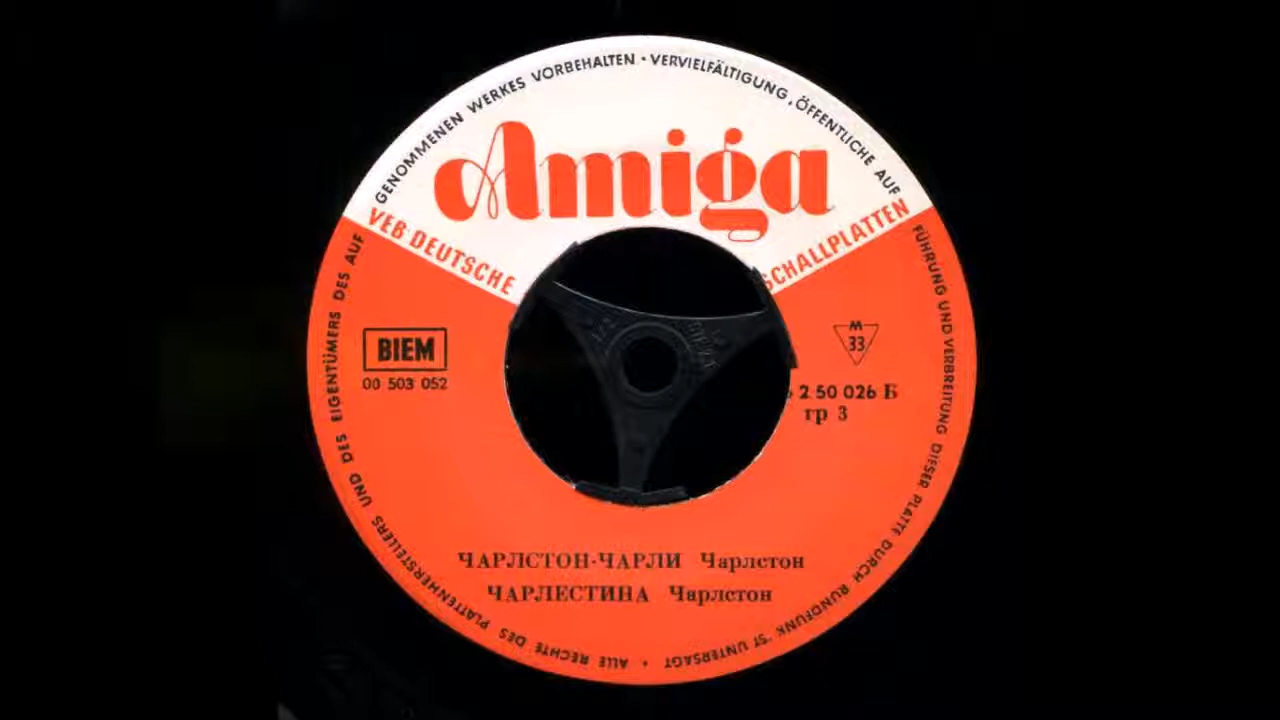 GENOMMENEN WERKES VORBEHALTEN · VERVIELFÄLTIGUNG, ÖFFENTLICHE AUF
Amiga
VEB DEUTSCHE SCHALLPLATTEN
BIEM
00 503 052
M
33
2 50 026 Б
гр 3
ЧАРЛСТОН-ЧАРЛИ Чарлстон
ЧАРЛЕСТИНА Чарлстон
FÜHRUNG UND VERBREITUNG DIESER PLATTE DURCH RUNDFUNK
UNTERSAGT · ALLE RECHTE DES PLATTENHERSTELLERS UND DES EIGENTÜMERS DES AUF